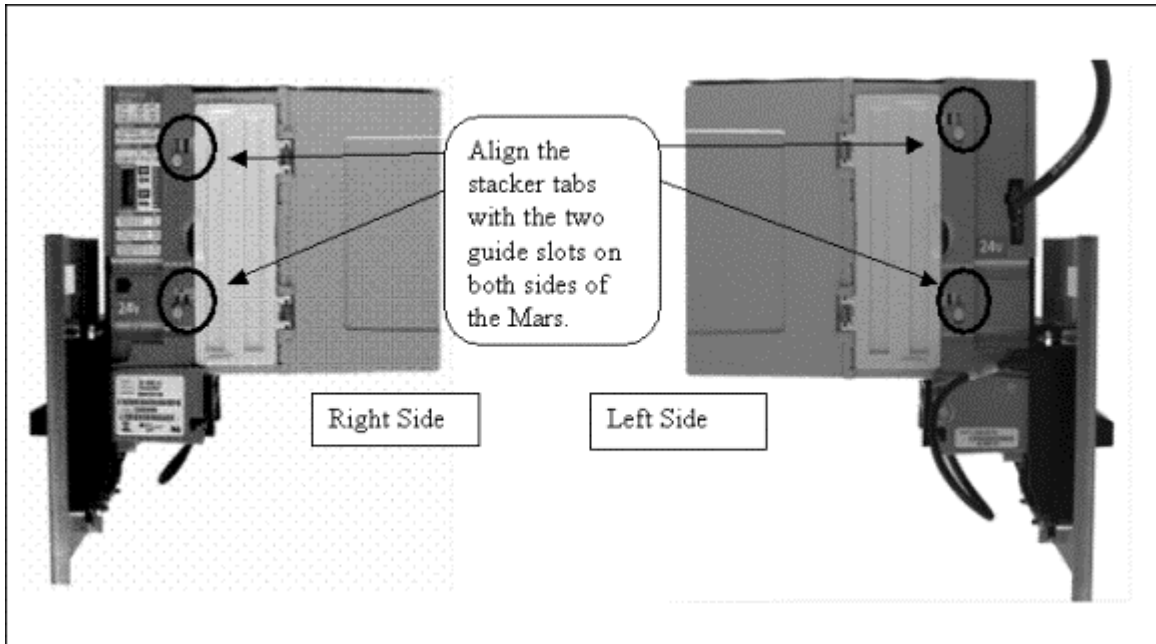 Align the
stacker tabs
with the two
guide slots on
both sides of
the Mars.
24v
24v
Right Side
Left Side